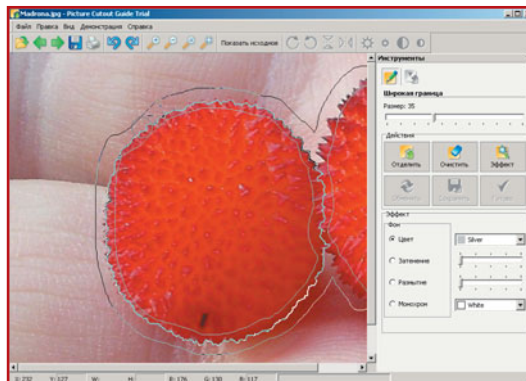 Madrona.jpg - Picture Cutout Guide Trial
Файл Правка Вид Демонстрация Справка
Показать исходное
Инструменты
Широкая граница
Размер: 35
Действия
Отделить Очистить Эффект
Сохранить Готово
Эффект
Фон
Цвет Silver
Затенение
Размытие
Монохром White
X: 232 Y: 127 W: H: R: 176 G: 130 B: 117